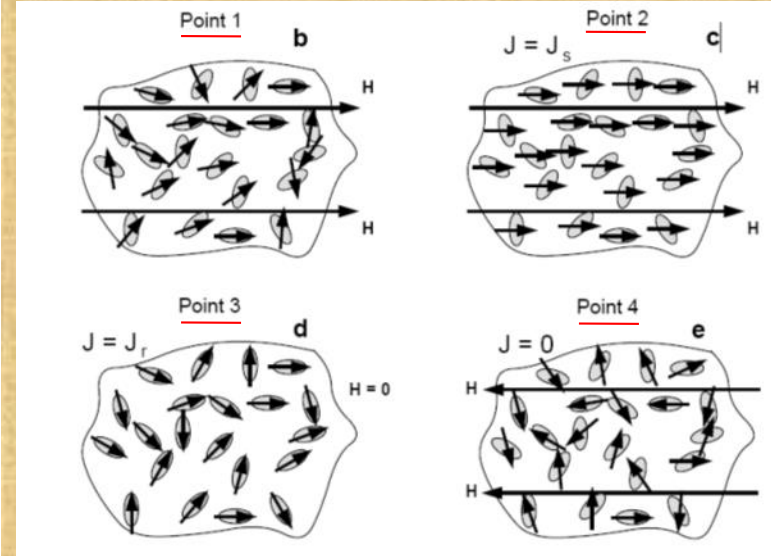 Point 1
b
H
H
Point 2
J = Js
c
H
H
Point 3
J = Jr
d
H = 0
Point 4
J = 0
e
H
H